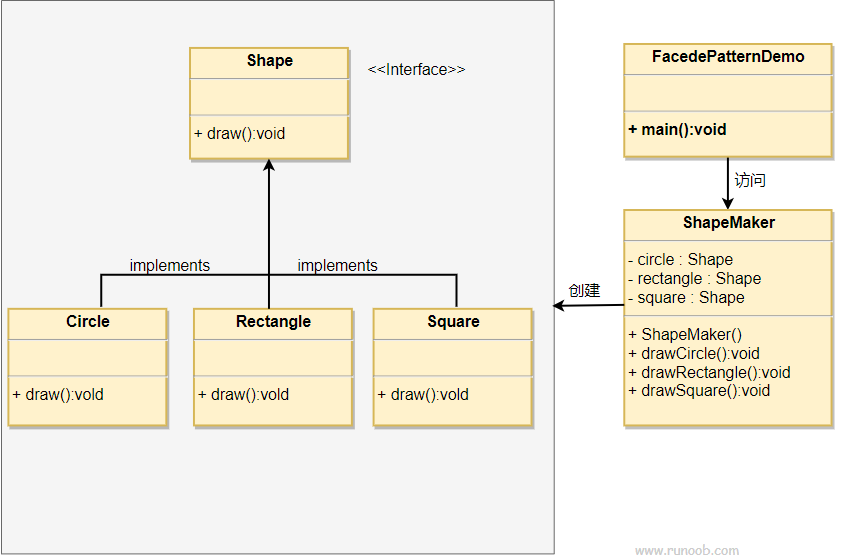 Shape
<<Interface>>
+ draw():void
implements
implements
Circle
+ draw():vold
Rectangle
+ draw():vold
Square
+ draw():vold
FacedePatternDemo
+ main():void
访问
ShapeMaker
- circle : Shape
- rectangle : Shape
- square : Shape
创建
+ ShapeMaker()
+ drawCircle():void
+ drawRectangle():void
+ drawSquare():void
www.runoob.com